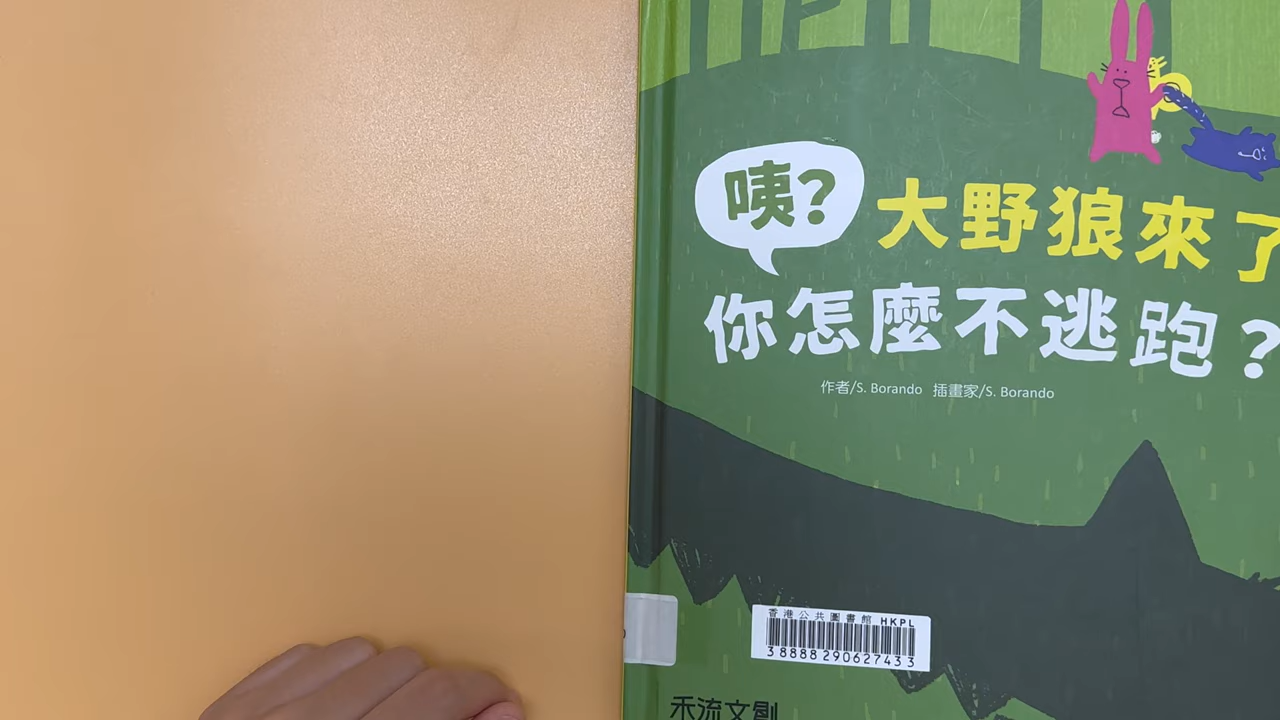 咦?
大野狼來了
你怎麼不逃跑?
作者/S. Borando 插畫家/S. Borando
香港公共圖書館 HKPL
38888290627433
禾流文創